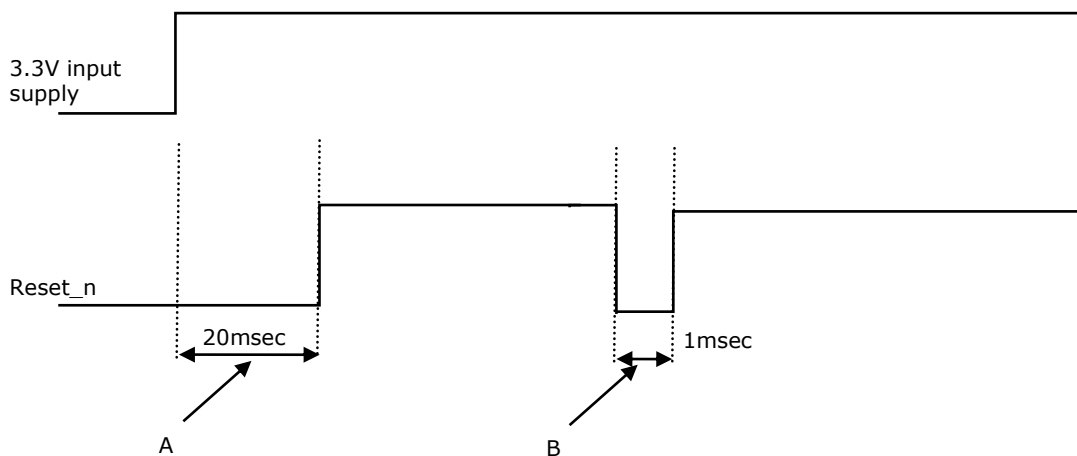 3.3V input
supply
Reset_n
20msec
1msec
A
B